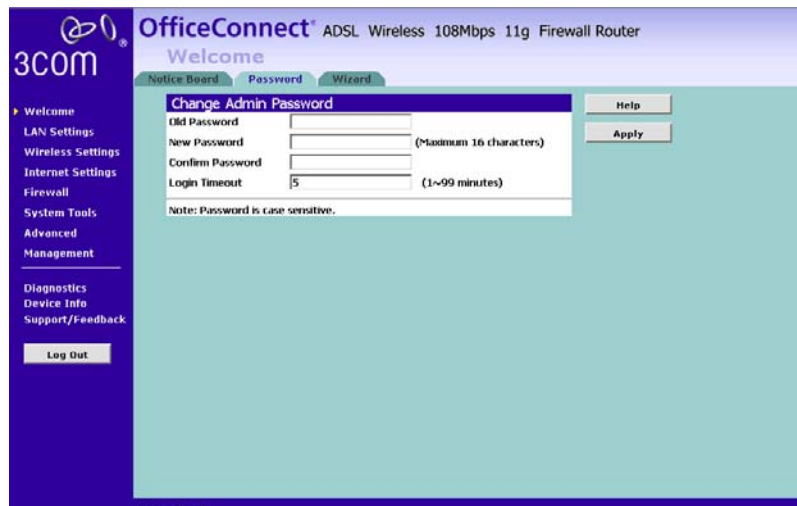 3COM®
OfficeConnect® ADSL Wireless 108Mbps 11g Firewall Router
Welcome
Notice Board Password Wizard
Welcome
LAN Settings
Wireless Settings
Internet Settings
Firewall
System Tools
Advanced
Management
Diagnostics
Device Info
Support/Feedback
Log Out
Change Admin Password
Old Password
New Password (Maximum 16 characters)
Confirm Password
Login Timeout 5 (1~99 minutes)
Note: Password is case sensitive.
Help
Apply